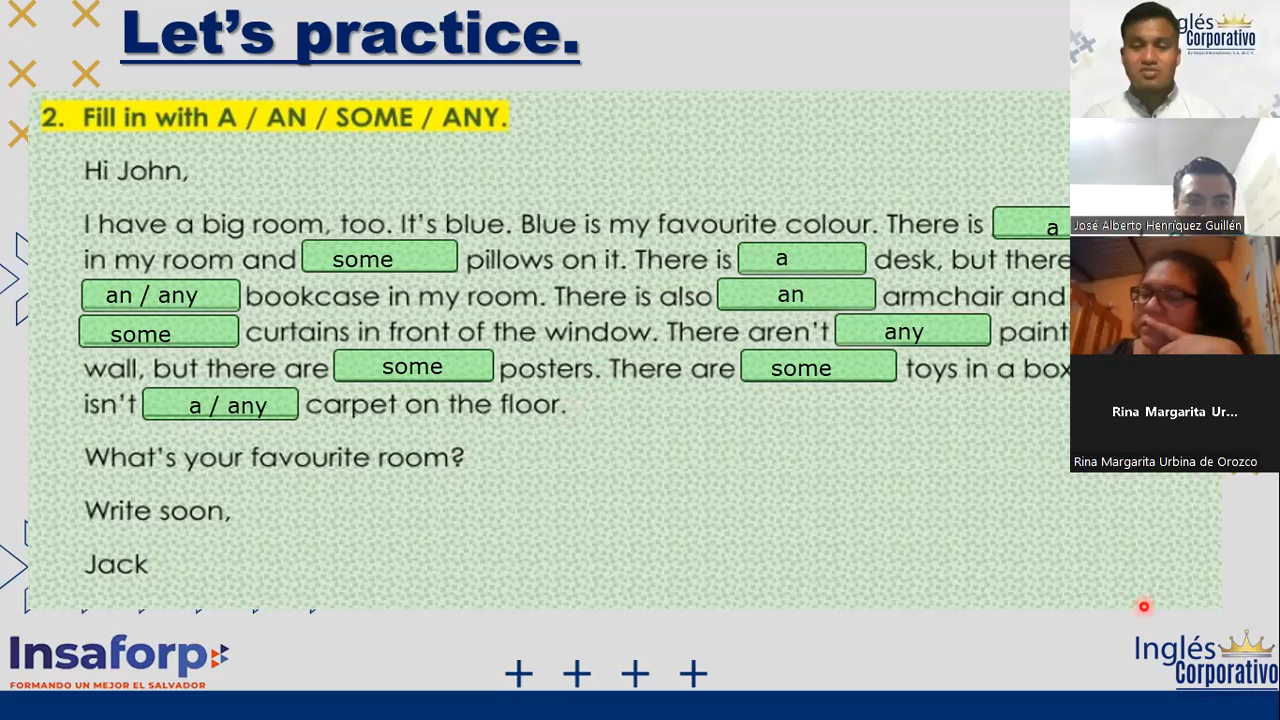 Let's practice.
2. Fill in with A / AN / SOME / ANY.
Hi John,
I have a big room, too. It's blue. Blue is my favourite colour. There is a
in my room and some pillows on it. There is a desk, but there
an / any bookcase in my room. There is also an armchair and
some curtains in front of the window. There aren't any paint
wall, but there are some posters. There are some toys in a box
isn't a / any carpet on the floor.
What's your favourite room?
Write soon,
Jack
Insaforp
FORMANDO UN MEJOR EL SALVADOR
Inglés
Corporativo
glés
Corporativo
José Alberto Henríquez Guillén
Rina Margarita Ur...
Rina Margarita Urbina de Orozco